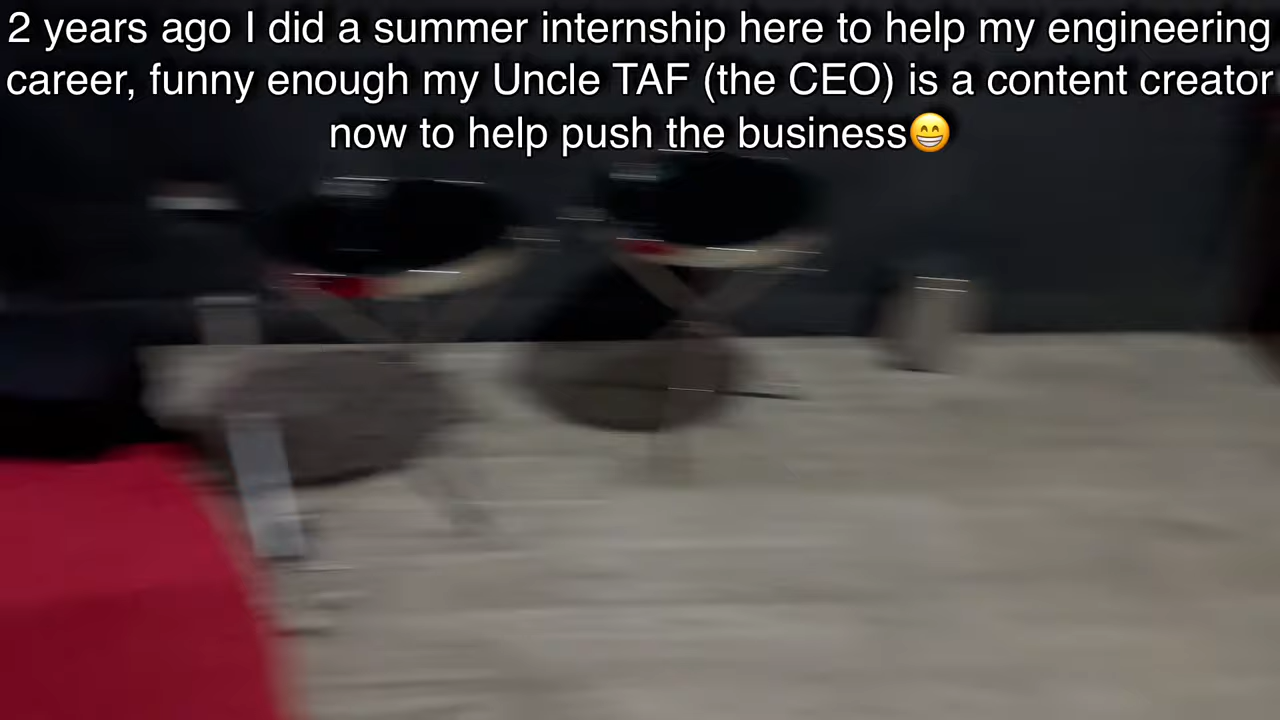 2 years ago I did a summer internship here to help my engineering
career, funny enough my Uncle TAF (the CEO) is a content creator
now to help push the business😁